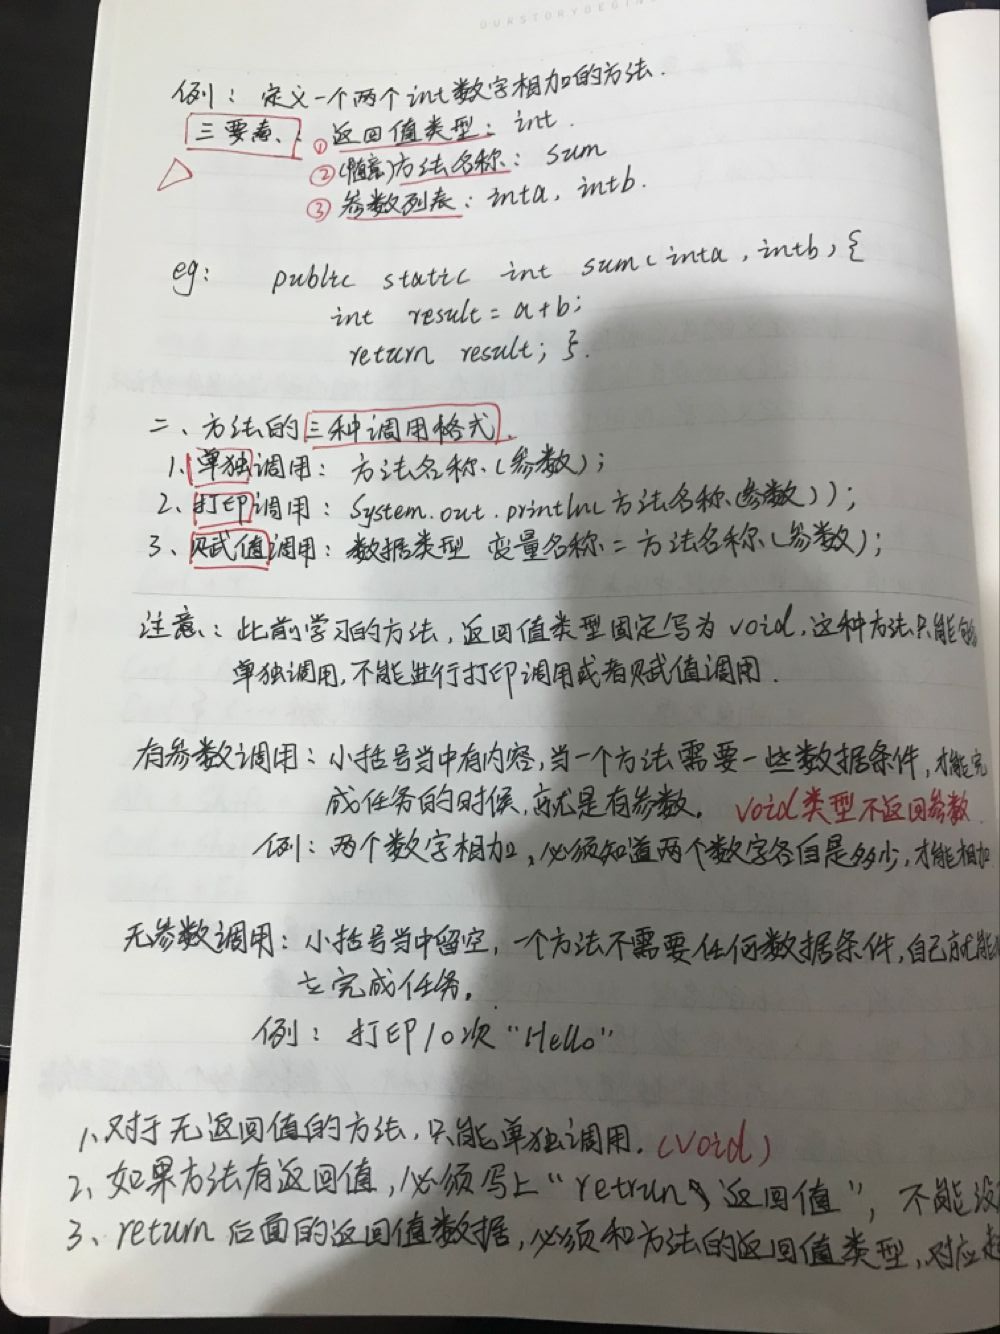 OURSTORYBEGIN
例：定义一个两个int数字相加的方法.
三要素：①返回值类型：int.
②(随意)方法名称：sum
③参数列表：inta, intb.
eg: public static int sum(inta, intb){
int result=a+b;
return result; }.
二、方法的三种调用格式.
1、单独调用：方法名称(参数);
2、打印调用：System.out.println(方法名称(参数));
3、赋值调用：数据类型 变量名称=方法名称(参数);
注意：此前学习的方法,返回值类型固定写为void,这种方法只能够
单独调用,不能进行打印调用或者赋值调用.
有参数调用：小括号当中有内容,当一个方法需要一些数据条件,才能完
成任务的时候,就是有参数。 void类型不返回参数
例：两个数字相加,必须知道两个数字各自是多少,才能相加
无参数调用：小括号当中留空,一个方法不需要任何数据条件,自己就能
立完成任务。
例：打印10次"Hello"
1、对于无返回值的方法,只能单独调用.(void)
2、如果方法有返回值,必须写上"retrun 返回值",不能没
3、return后面的返回值数据,必须和方法的返回值类型,对应起